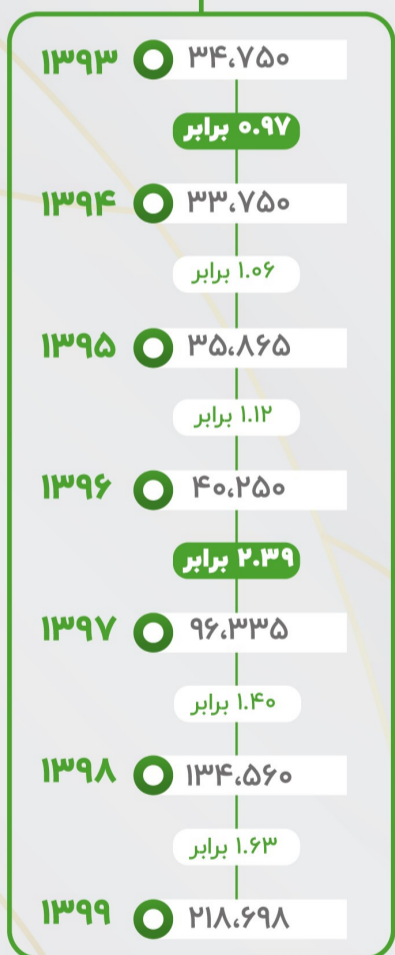 ۱۳۹۳ ۳۴،۷۵۰
۰.۹۷ برابر
۱۳۹۴ ۳۳،۷۵۰
۱.۰۶ برابر
۱۳۹۵ ۳۵،۸۶۵
۱.۱۲ برابر
۱۳۹۶ ۴۰،۲۵۰
۲.۳۹ برابر
۱۳۹۷ ۹۶،۳۳۵
۱.۴۰ برابر
۱۳۹۸ ۱۳۴،۵۶۰
۱.۶۳ برابر
۱۳۹۹ ۲۱۸،۶۹۸